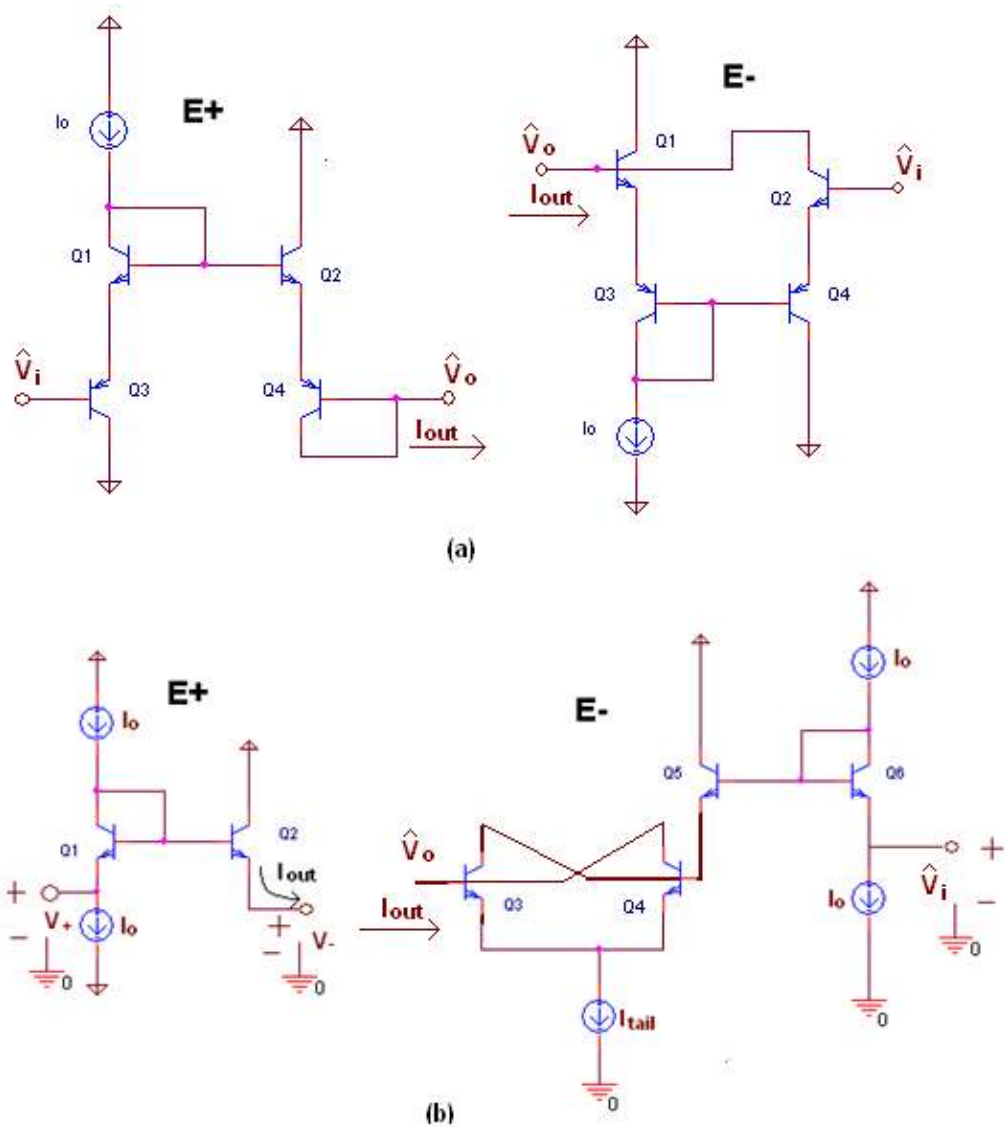 E+
E-
Io
V̂o
Q1
Iout
Q2
V̂i
Q1
Q2
Q3
Q4
V̂i
Q3
Q4
V̂o
Iout
Io
(a)
E+
E-
Io
Io
Q5
Q6
Q1
Q2
Iout
V̂o
+
V+
-
Io
+
-
V-
Iout
Q3
Q4
Io
V̂i
+
-
0
0
0
Itail
0
0
(b)